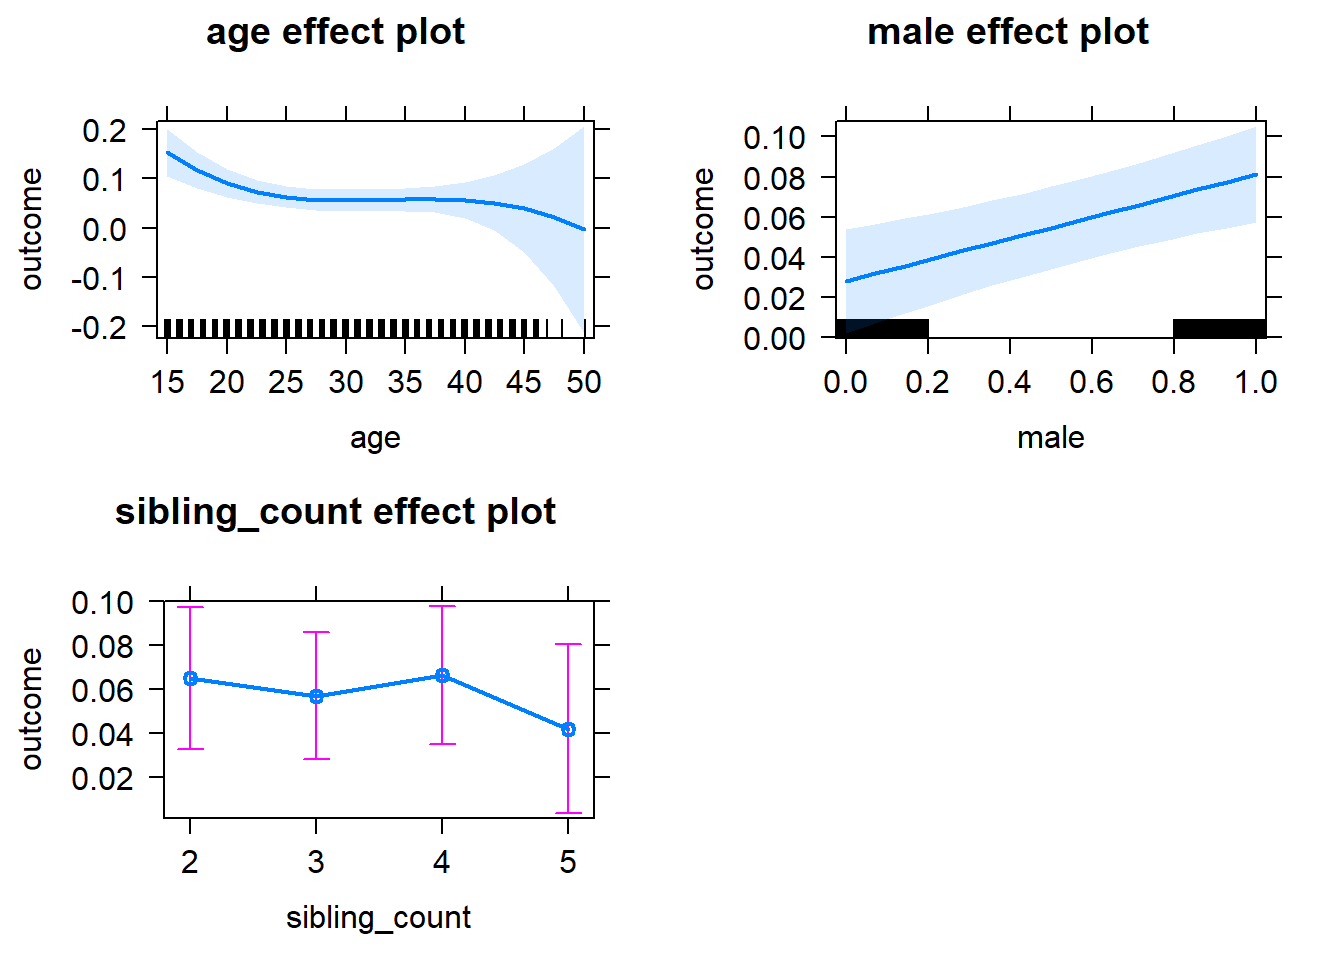 age effect plot
outcome
0.2
0.1
0.0
-0.1
-0.2
15 20 25 30 35 40 45 50
age
male effect plot
outcome
0.10
0.08
0.06
0.04
0.02
0.00
0.0 0.2 0.4 0.6 0.8 1.0
male
sibling_count effect plot
outcome
0.10
0.08
0.06
0.04
0.02
2 3 4 5
sibling_count